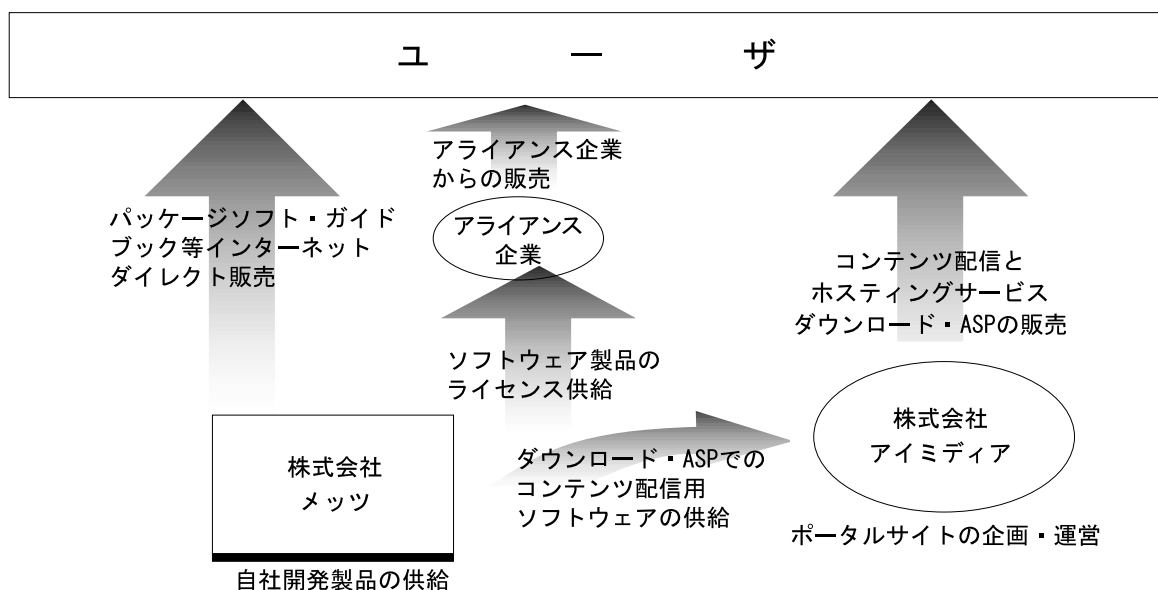 ユーザ
アライアンス企業
からの販売
パッケージソフト・ガイド
ブック等インターネット
ダイレクト販売
アライアンス
企業
コンテンツ配信と
ホスティングサービス
ダウンロード・ASPの販売
ソフトウェア製品の
ライセンス供給
株式会社
メッツ
自社開発製品の供給
ダウンロード・ASPでの
コンテンツ配信用
ソフトウェアの供給
株式会社
アイミディア
ポータルサイトの企画・運営